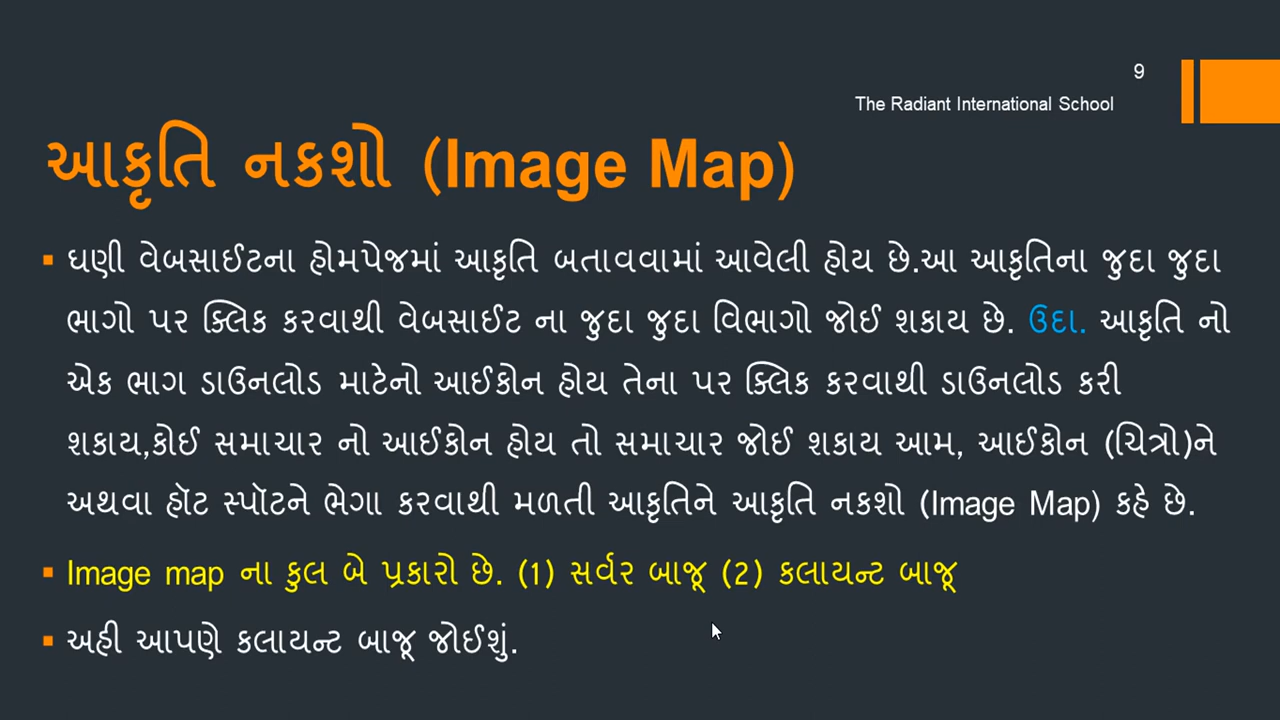 9
The Radiant International School
આકૃતિ નકશો (Image Map)
▪ ઘણી વેબસાઈટના હોમપેજમાં આકૃતિ બતાવવામાં આવેલી હોય છે.આ આકૃતિના જુદા જુદા
ભાગો પર ક્લિક કરવાથી વેબસાઈટ ના જુદા જુદા વિભાગો જોઈ શકાય છે. ઉદા. આકૃતિ નો
એક ભાગ ડાઉનલોડ માટેનો આઈકોન હોય તેના પર ક્લિક કરવાથી ડાઉનલોડ કરી
શકાય,કોઈ સમાચાર નો આઈકોન હોય તો સમાચાર જોઈ શકાય આમ, આઈકોન (ચિત્રો)ને
અથવા હૉટ સ્પૉટને ભેગા કરવાથી મળતી આકૃતિને આકૃતિ નકશો (Image Map) કહે છે.
▪ Image map ના કુલ બે પ્રકારો છે. (1) સર્વર બાજૂ (2) કલાયન્ટ બાજૂ
▪ અહી આપણે કલાયન્ટ બાજૂ જોઈશું.